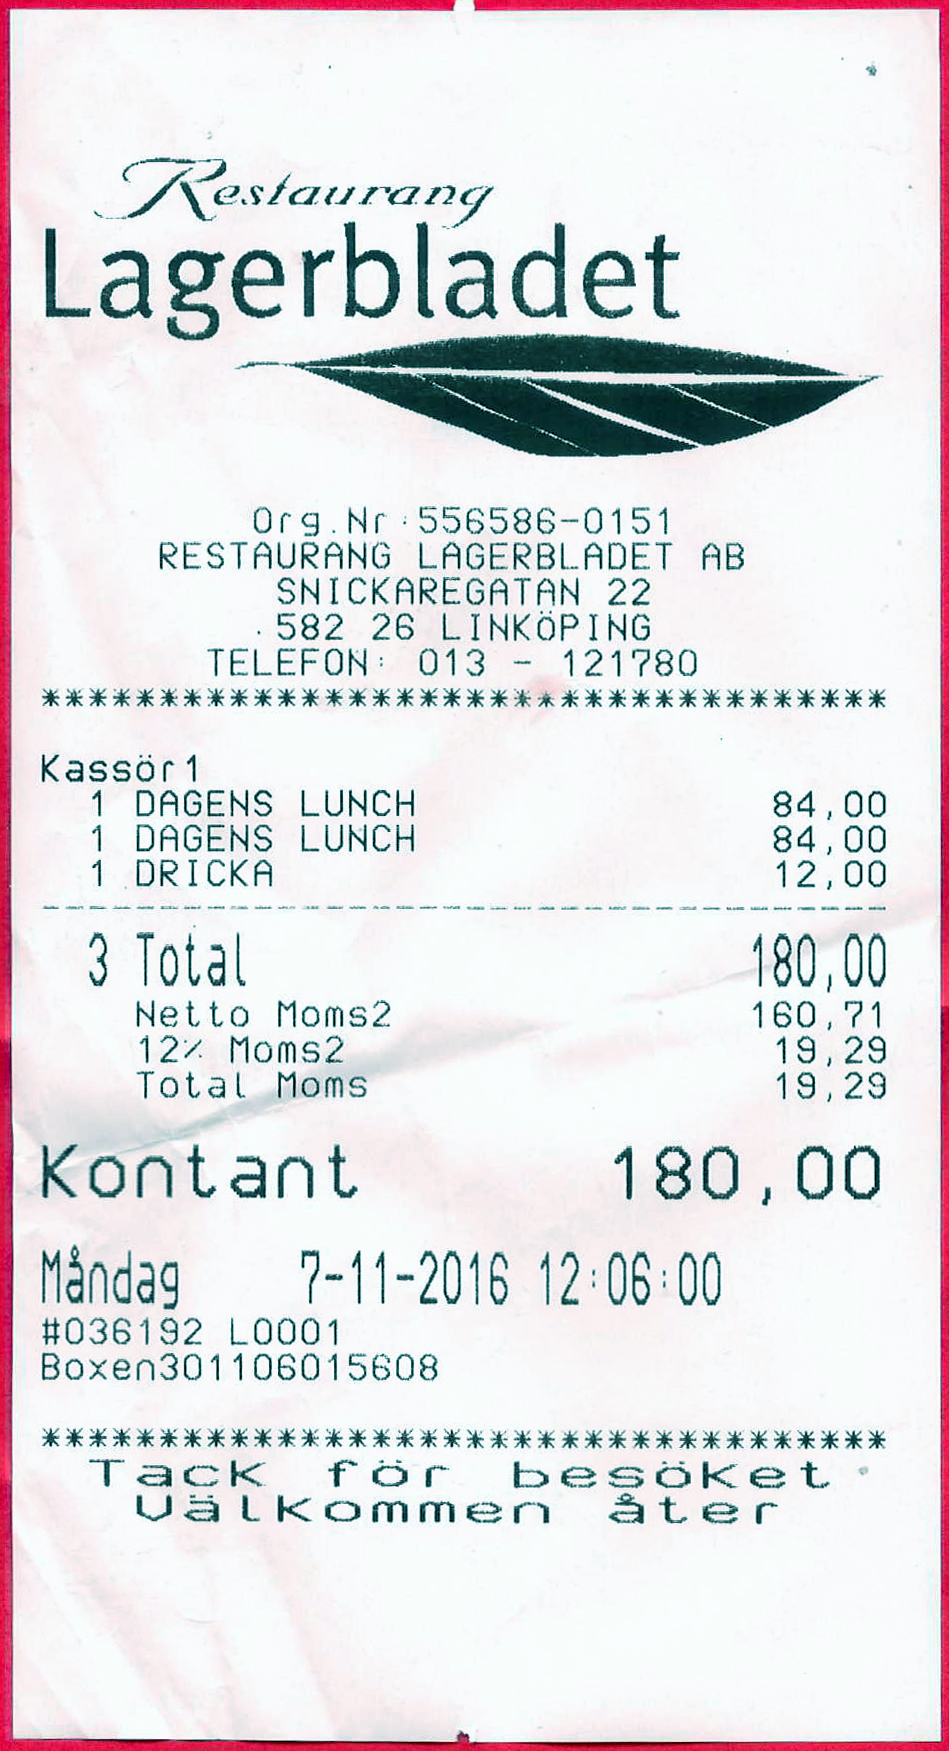 Restaurang
Lagerbladet
Org.Nr:556586-0151
RESTAURANG LAGERBLADET AB
SNICKAREGATAN 22
582 26 LINKÖPING
TELEFON: 013 - 121780
************************************
Kassör1
1 DAGENS LUNCH 84,00
1 DAGENS LUNCH 84,00
1 DRICKA 12,00
3 Total 180,00
Netto Moms2 160,71
12% Moms2 19,29
Total Moms 19,29
Kontant 180,00
Måndag 7-11-2016 12:06:00
#036192 L0001
Boxen301106015608
************************************
Tack för besöket
Välkommen åter